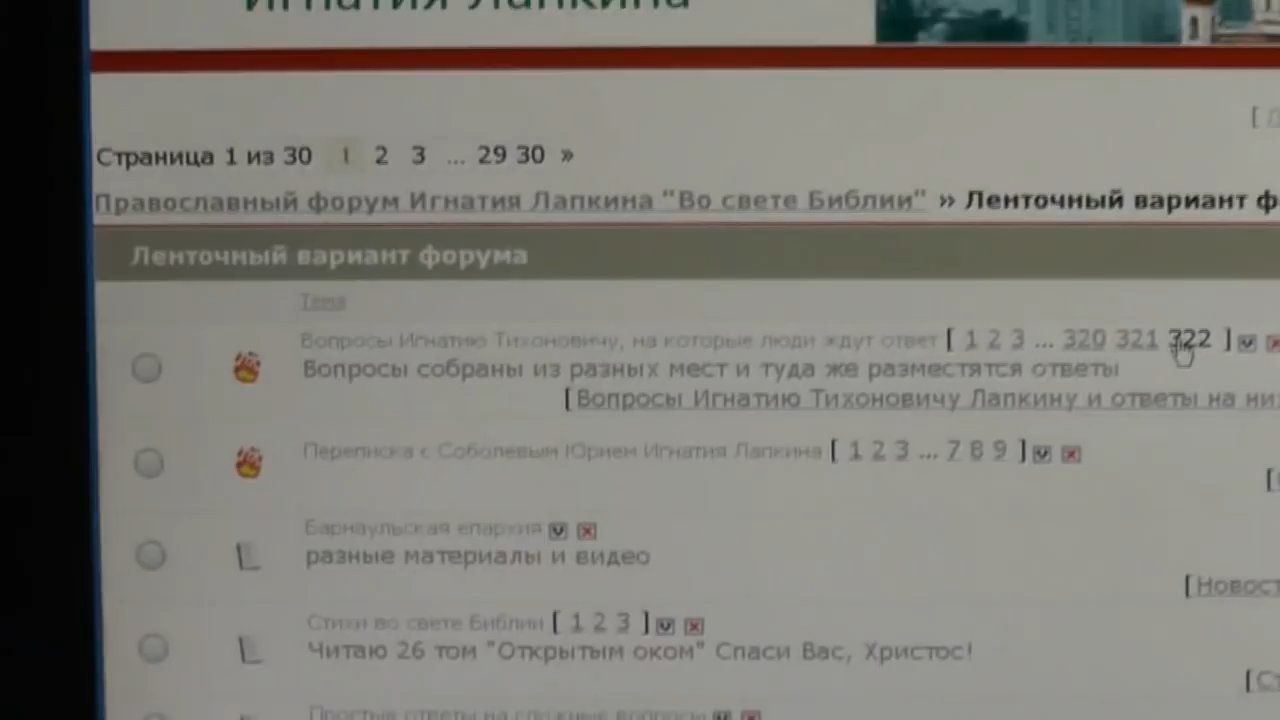 Игнатия Лапкина
[
Страница 1 из 30 1 2 3 ... 29 30 »
Православный форум Игнатия Лапкина "Во свете Библии" » Ленточный вариант ф
Ленточный вариант форума
Тема
Вопросы Игнатию Тихоновичу, на которые люди ждут ответ [ 1 2 3 ... 320 321 322 ]
Вопросы собраны из разных мест и туда же разместятся ответы
[Вопросы Игнатию Тихоновичу Лапкину и ответы на ни
Переписка с Соболевым Юрием Игнатия Лапкина [ 1 2 3 ... 7 8 9 ]
[
Барнаульская епархия
разные материалы и видео
[Новост
Стихи во свете Библии [ 1 2 3 ]
Читаю 26 том "Открытым оком" Спаси Вас, Христос!
[Ст
Простые ответы на сложные вопросы